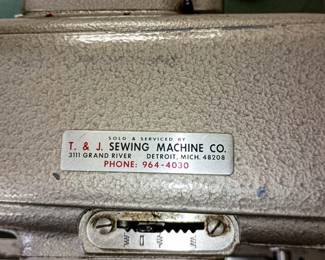 SOLD & SERVICED BY
T. & J. SEWING MACHINE CO.
3111 GRAND RIVER DETROIT, MICH. 48208
PHONE: 964-4030